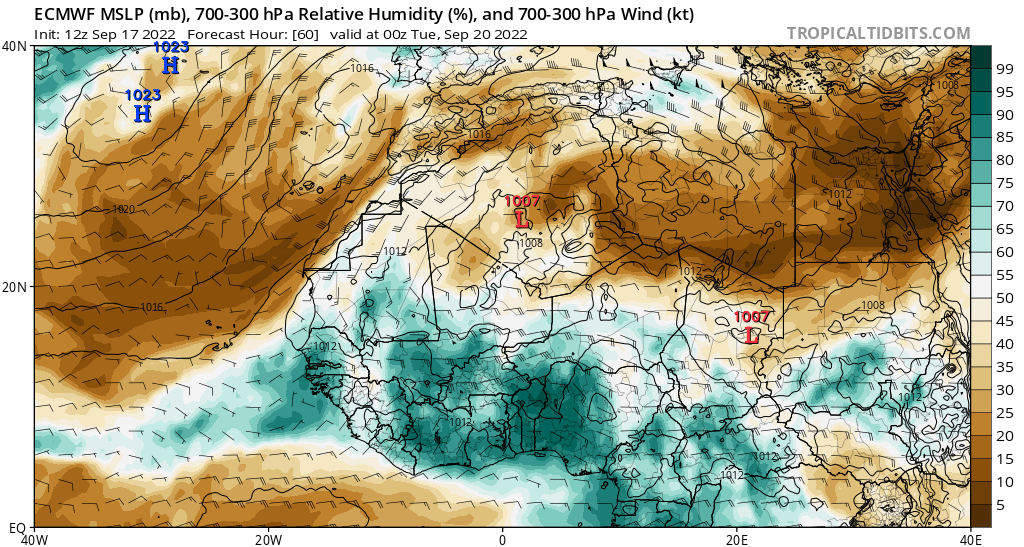 ECMWF MSLP (mb), 700-300 hPa Relative Humidity (%), and 700-300 hPa Wind (kt)
Init: 12z Sep 17 2022 Forecast Hour: [60] valid at 00z Tue, Sep 20 2022
TROPICALTIDBITS.COM
40N
1023
H
1016
99
1023
H
1008
95
90
1016
85
80
1012
75
1020
1007
L
70
1008
65
1012
60
1012
55
20N
50
1016
1008
45
1007
L
40
1012
35
30
1012
25
1012
20
1012
15
1012
10
5
EQ
40W
20W
0
20E
40E